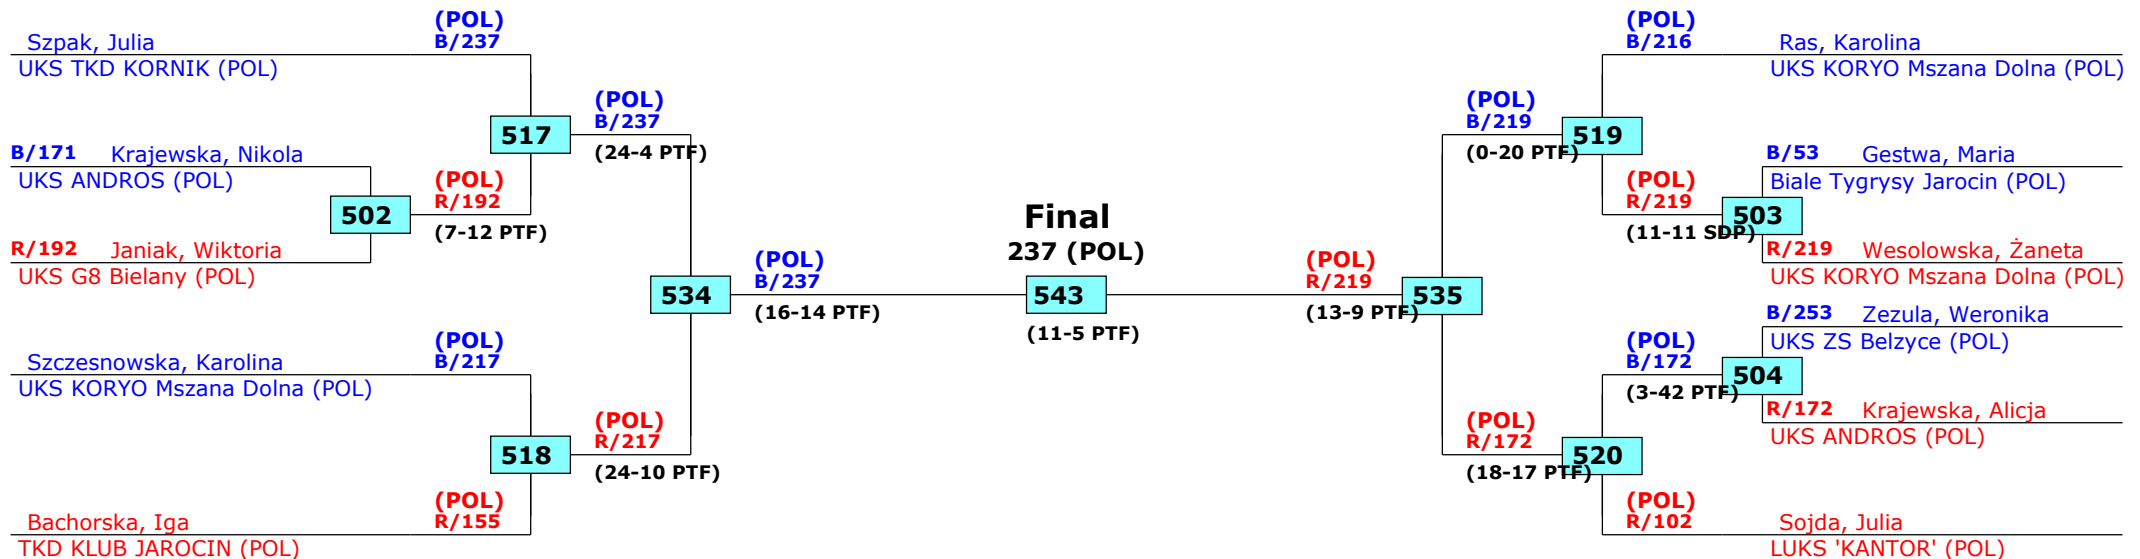 (POL)
B/237
Szpak, Julia
UKS TKD KORNIK (POL)
517
(POL)
B/237
(24-4 PTF)
B/171 Krajewska, Nikola
UKS ANDROS (POL)
502
(POL)
R/192
(7-12 PTF)
R/192 Janiak, Wiktoria
UKS G8 Bielany (POL)
534
(POL)
B/237
(16-14 PTF)
(POL)
B/217
Szczesnowska, Karolina
UKS KORYO Mszana Dolna (POL)
518
(POL)
R/217
(24-10 PTF)
(POL)
R/155
Bachorska, Iga
TKD KLUB JAROCIN (POL)
Final
237 (POL)
543
(11-5 PTF)
(POL)
B/216
Ras, Karolina
UKS KORYO Mszana Dolna (POL)
(POL)
B/219
519
(0-20 PTF)
B/53 Gestwa, Maria
Biale Tygrysy Jarocin (POL)
(POL)
R/219
503
(11-11 SDP)
R/219 Wesolowska, Żaneta
UKS KORYO Mszana Dolna (POL)
(POL)
R/219
535
(13-9 PTF)
B/253 Zezula, Weronika
UKS ZS Belzyce (POL)
(POL)
B/172
504
(3-42 PTF)
R/172 Krajewska, Alicja
UKS ANDROS (POL)
(POL)
R/172
520
(18-17 PTF)
(POL)
R/102
Sojda, Julia
LUKS 'KANTOR' (POL)